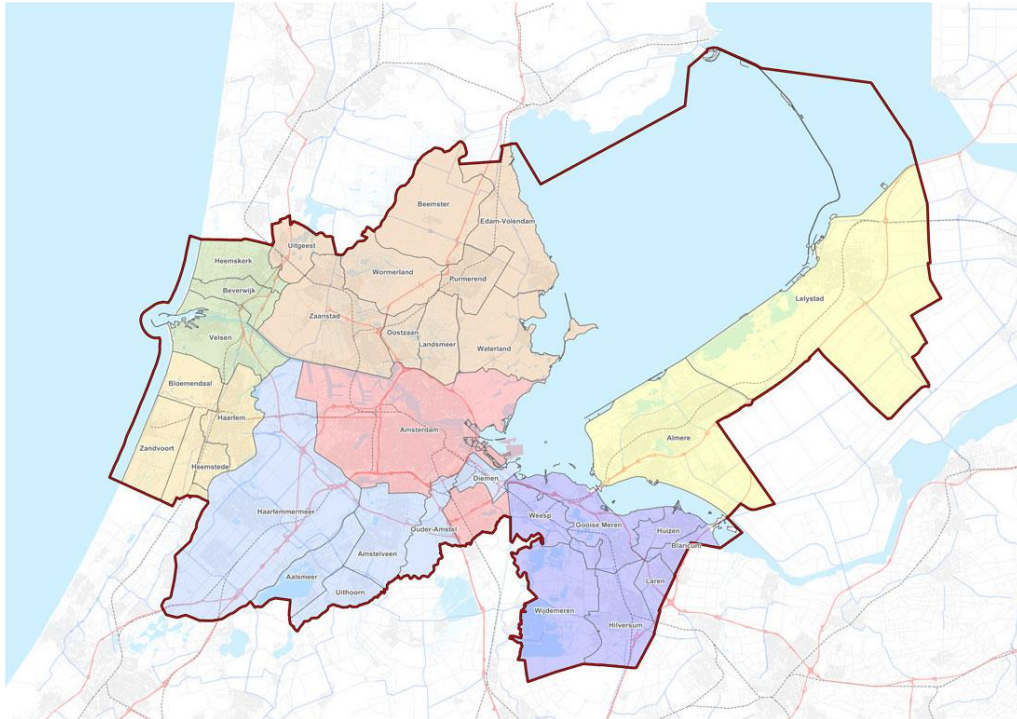 Beemster
Edam-Volendam
Uitgeest
Heemskerk
Wormerland
Purmerend
Beverwijk
Lelystad
Zaanstad
Oostzaan
Velsen
Landsmeer
Waterland
Bloemendaal
Haarlem
Amsterdam
Almere
Zandvoort
Heemstede
Diemen
Haarlemmermeer
Weesp
Gooise Meren
Ouder-Amstel
Huizen
Blaricum
Amstelveen
Aalsmeer
Laren
Uithoorn
Wijdemeren
Hilversum